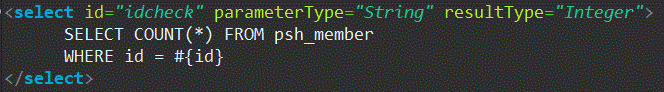 <select id="idcheck" parameterType="String" resultType="Integer">
SELECT COUNT(*) FROM psh_member
WHERE id = #{id}
</select>